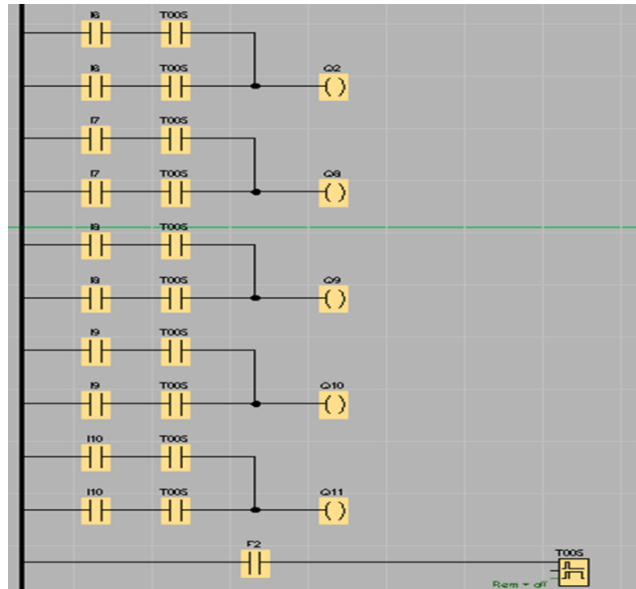 I6 T005
I6 T005 Q2
I7 T005
I7 T005 Q8
I8 T005
I8 T005 Q9
I9 T005
I9 T005 Q10
I10 T005
I10 T005 Q11
F2
T005
Rem = off